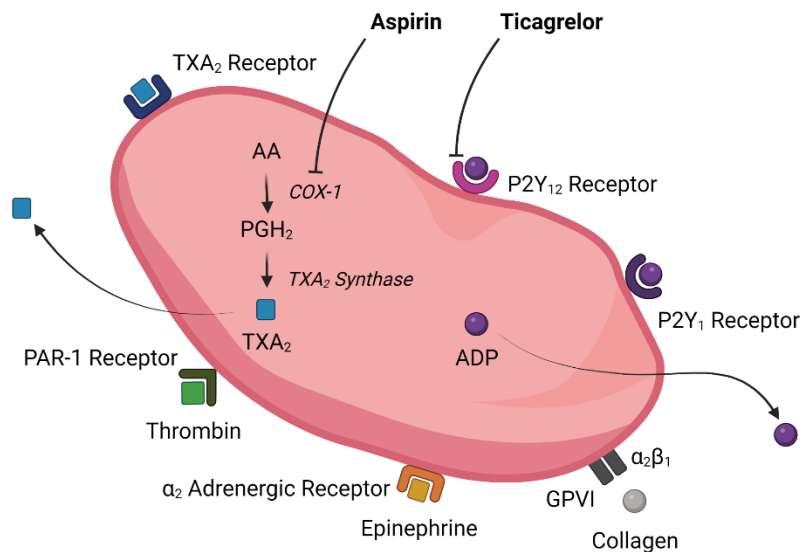 Aspirin
Ticagrelor
TXA₂ Receptor
AA
COX-1
P2Y₁₂ Receptor
PGH₂
TXA₂ Synthase
P2Y₁ Receptor
TXA₂
ADP
PAR-1 Receptor
Thrombin
α₂β₁
α₂ Adrenergic Receptor
GPVI
Epinephrine
Collagen